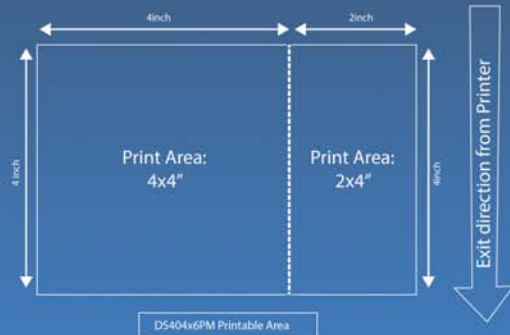 4inch
2inch
4 inch
Print Area:
4x4"
Print Area:
2x4"
4inch
Exit direction from Printer
DS404x6PM Printable Area